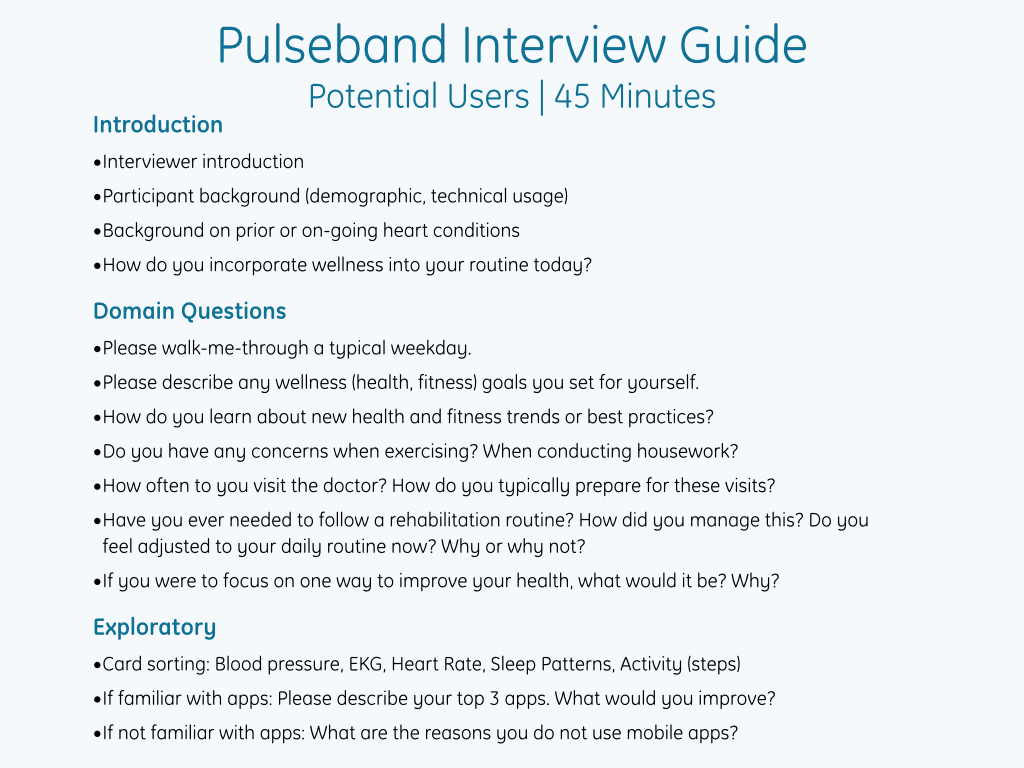 Pulseband Interview Guide
Potential Users | 45 Minutes
Introduction
•Interviewer introduction
•Participant background (demographic, technical usage)
•Background on prior or on-going heart conditions
•How do you incorporate wellness into your routine today?
Domain Questions
•Please walk-me-through a typical weekday.
•Please describe any wellness (health, fitness) goals you set for yourself.
•How do you learn about new health and fitness trends or best practices?
•Do you have any concerns when exercising? When conducting housework?
•How often to you visit the doctor? How do you typically prepare for these visits?
•Have you ever needed to follow a rehabilitation routine? How did you manage this? Do you
feel adjusted to your daily routine now? Why or why not?
•If you were to focus on one way to improve your health, what would it be? Why?
Exploratory
•Card sorting: Blood pressure, EKG, Heart Rate, Sleep Patterns, Activity (steps)
•If familiar with apps: Please describe your top 3 apps. What would you improve?
•If not familiar with apps: What are the reasons you do not use mobile apps?